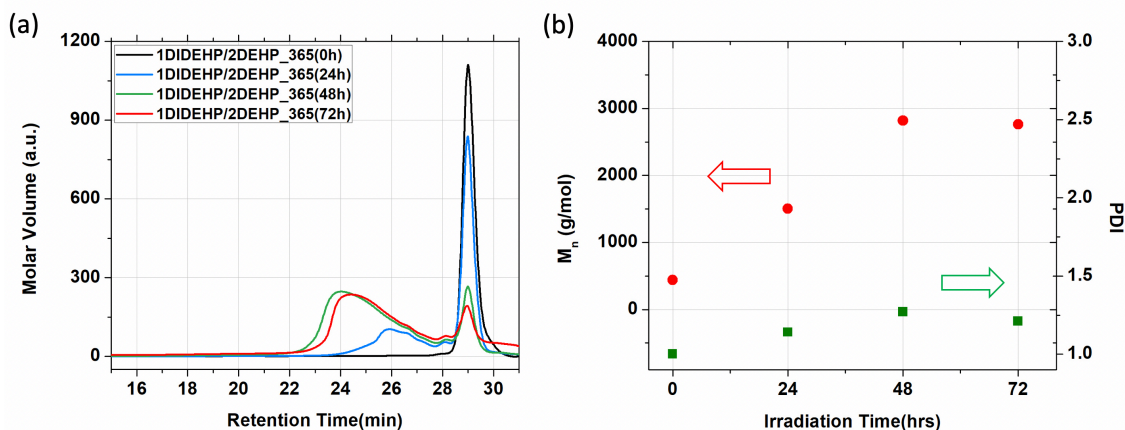 (a)
1200
900
600
300
0
Molar Volume (a.u.)
1DIDEHP/2DEHP_365(0h)
1DIDEHP/2DEHP_365(24h)
1DIDEHP/2DEHP_365(48h)
1DIDEHP/2DEHP_365(72h)
16 18 20 22 24 26 28 30
Retention Time(min)
(b)
4000
3000
2000
1000
0
Mn (g/mol)
3.0
2.5
2.0
1.5
1.0
PDI
0 24 48 72
Irradiation Time(hrs)